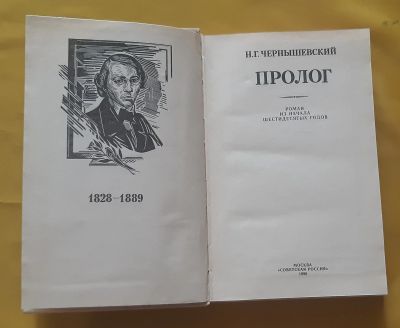 1828–1889
Н.Г. ЧЕРНЫШЕВСКИЙ
ПРОЛОГ
РОМАН
ИЗ НАЧАЛА
ШЕСТИДЕСЯТЫХ ГОДОВ
МОСКВА
«СОВЕТСКАЯ РОССИЯ»